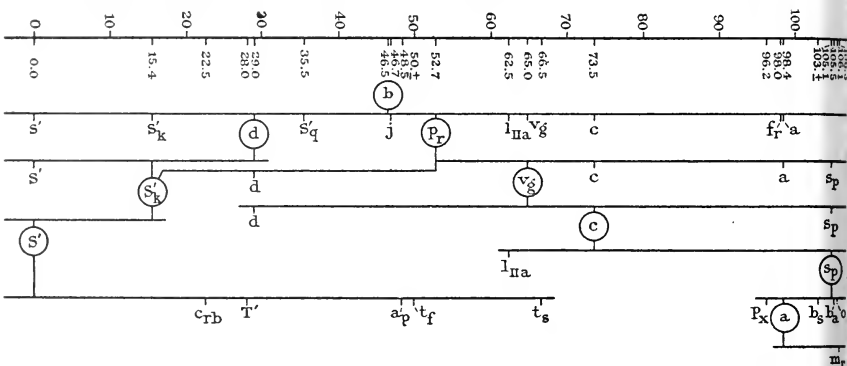 0 10 20 30 40 50 60 70 80 90 100
0.0 15.4 22.5 28.0 29.0 35.5 46.5 46.7 48.5 50.± 52.7 62.5 65.0 66.5 73.5 96.2 98.0 98.4 103.± 105.1 105.5
b
S' S'k d S'q j pr lIIa vg c f'r a
S' S'k d vg c a sp
S' d c sp
lIIa sp
crb T' a'p tf ts px a bs b'a
m